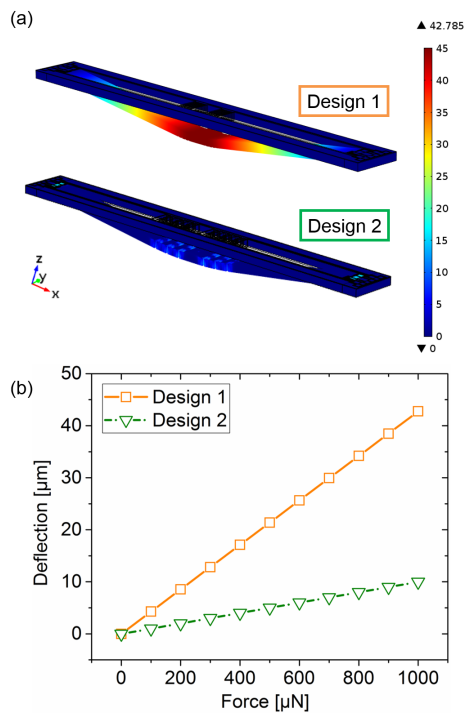 (a)
▲ 42.785
45
40
35
30
25
20
15
10
5
0
▼ 0
Design 1
Design 2
z
y
x
(b)
50
40
30
20
10
0
Deflection [µm]
Design 1
Design 2
0 200 400 600 800 1000
Force [µN]